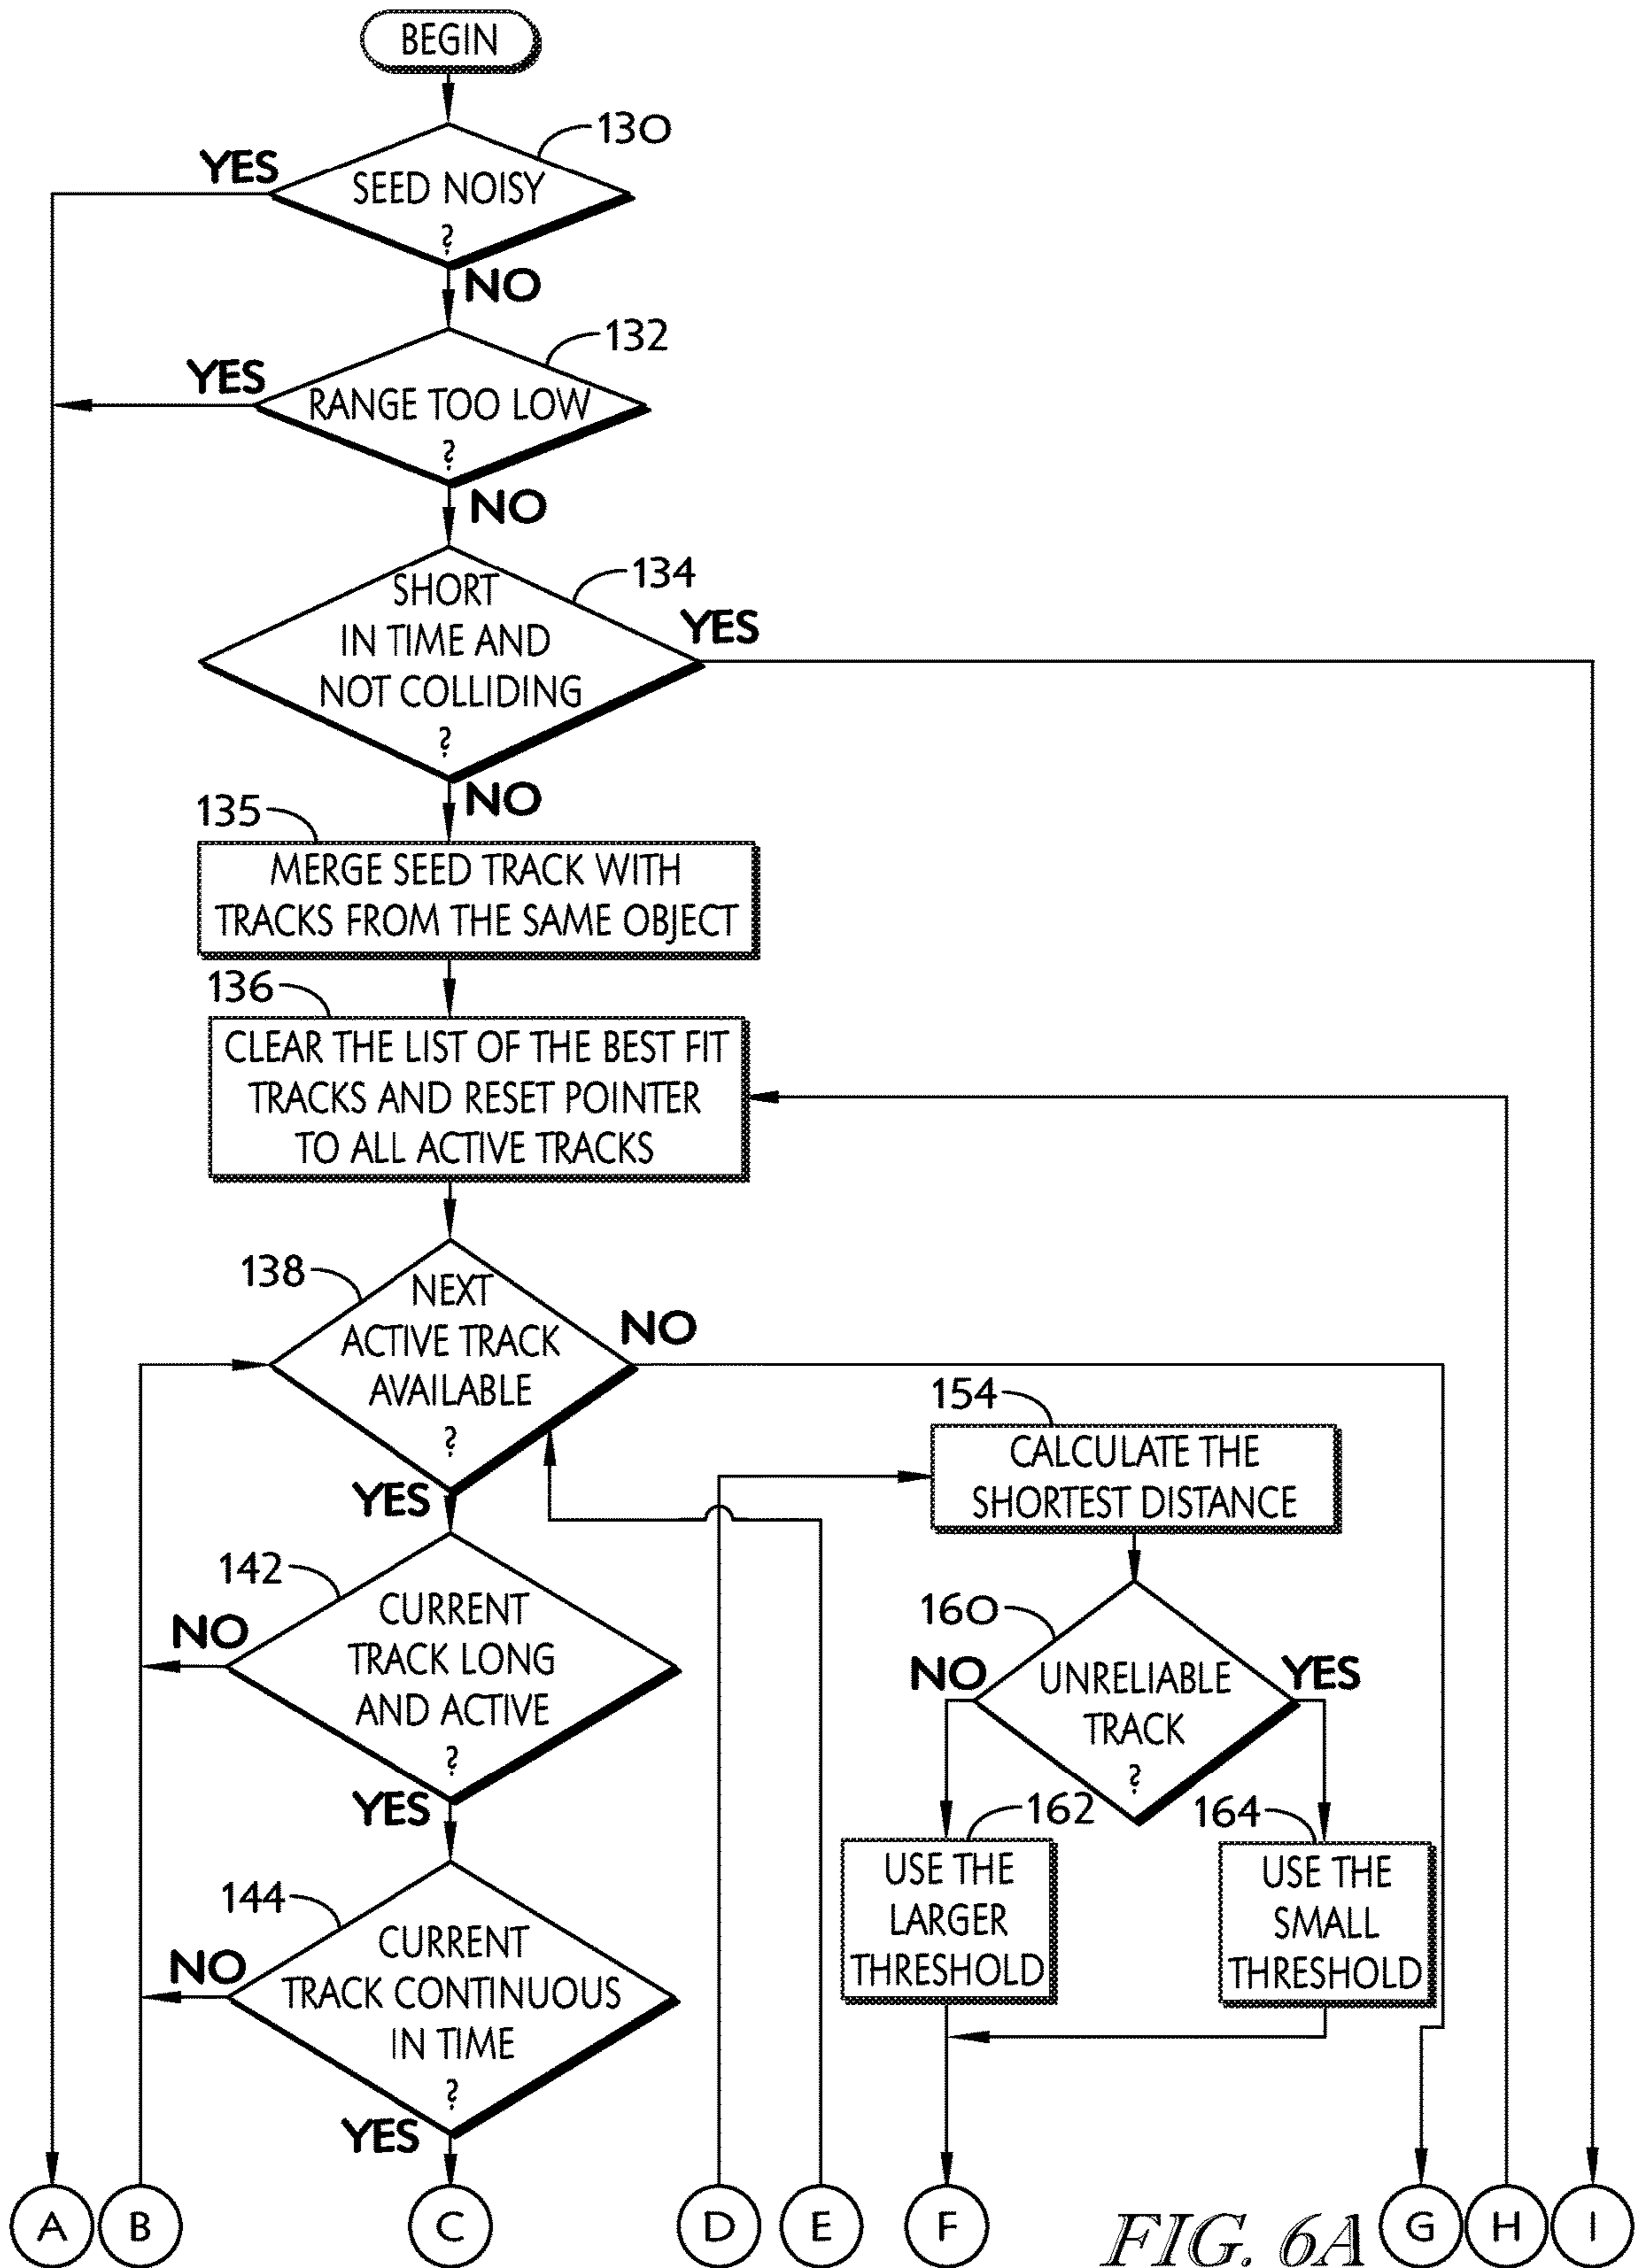 BEGIN
130
YES
SEED NOISY
?
NO
132
YES
RANGE TOO LOW
?
NO
134
SHORT
IN TIME AND
NOT COLLIDING
?
YES
NO
135
MERGE SEED TRACK WITH
TRACKS FROM THE SAME OBJECT
136
CLEAR THE LIST OF THE BEST FIT
TRACKS AND RESET POINTER
TO ALL ACTIVE TRACKS
138
NEXT
ACTIVE TRACK
AVAILABLE
?
NO
YES
142
CURRENT
TRACK LONG
AND ACTIVE
?
NO
YES
144
CURRENT
TRACK CONTINUOUS
IN TIME
?
NO
YES
154
CALCULATE THE
SHORTEST DISTANCE
160
UNRELIABLE
TRACK
?
NO
YES
162
USE THE
LARGER
THRESHOLD
164
USE THE
SMALL
THRESHOLD
A
B
C
D
E
F
FIG. 6A
G
H
I